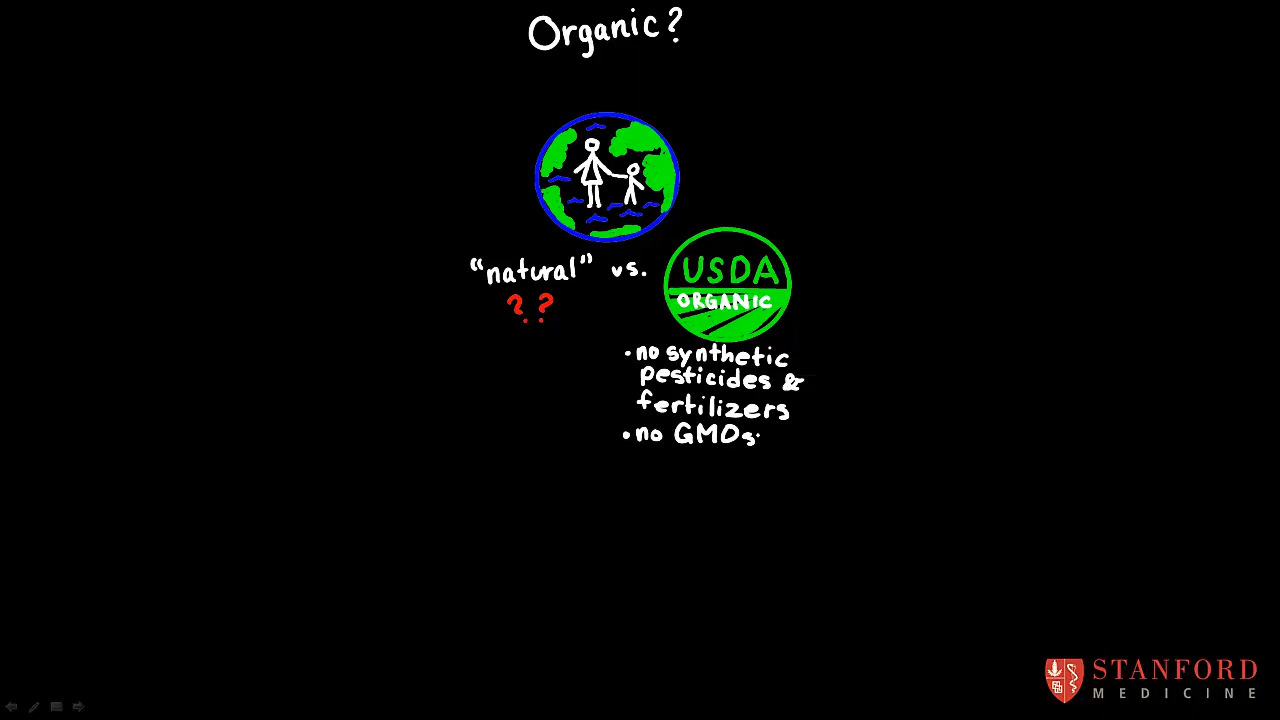 Organic?
"natural" vs.
??
USDA
ORGANIC
• no synthetic
pesticides &
fertilizers
• no GMOs
STANFORD
MEDICINE